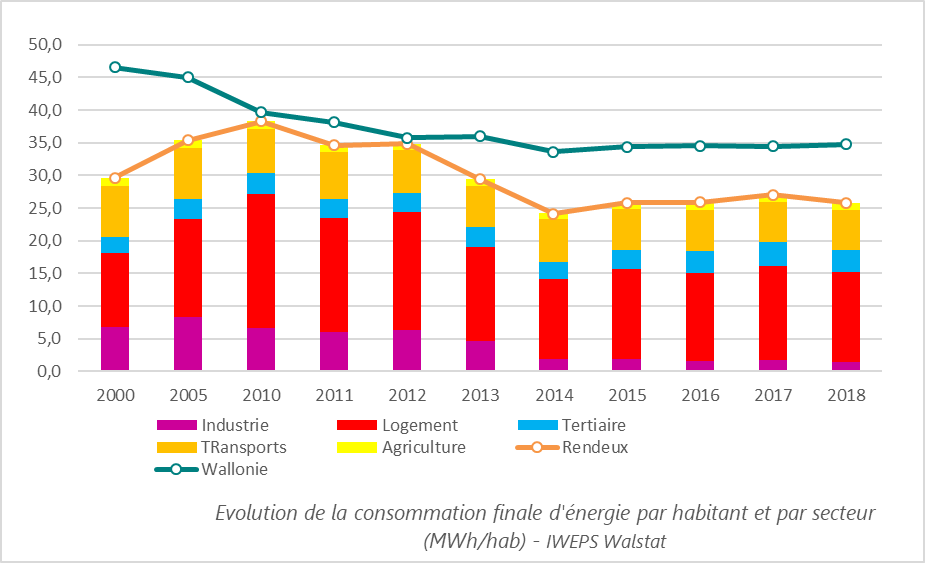 50,0
45,0
40,0
35,0
30,0
25,0
20,0
15,0
10,0
5,0
0,0
2000 2005 2010 2011 2012 2013 2014 2015 2016 2017 2018
Industrie Logement Tertiaire
TRansports Agriculture Rendeux
Wallonie
Evolution de la consommation finale d'énergie par habitant et par secteur
(MWh/hab) - IWEPS Walstat